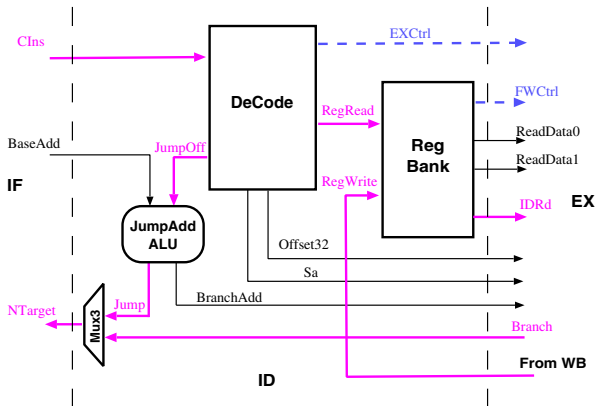 EXCtrl
CIns
DeCode
FWCtrl
RegRead
ReadData0
BaseAdd
JumpOff
Reg
Bank
ReadData1
IF
RegWrite
EX
IDRd
JumpAdd
ALU
Offset32
Sa
BranchAdd
NTarget
Jump
Mux3
Branch
From WB
ID